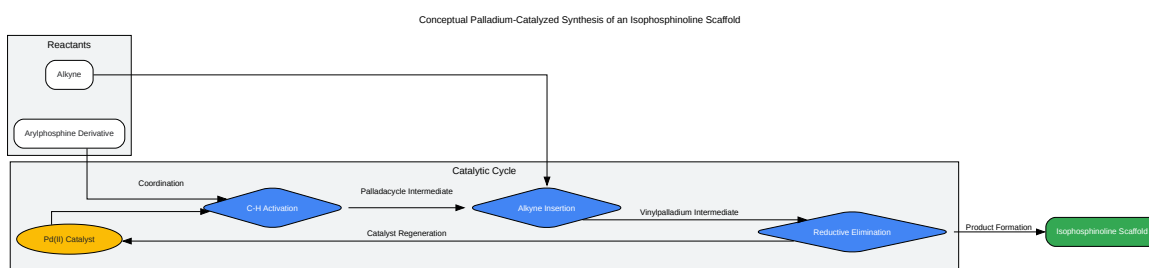 Conceptual Palladium-Catalyzed Synthesis of an Isophosphinoline Scaffold
Reactants
Alkyne
Arylphosphine Derivative
Catalytic Cycle
Coordination
Palladacycle Intermediate
C-H Activation
Alkyne Insertion
Vinylpalladium Intermediate
Reductive Elimination
Product Formation
Isophosphinoline Scaffold
Pd(II) Catalyst
Catalyst Regeneration